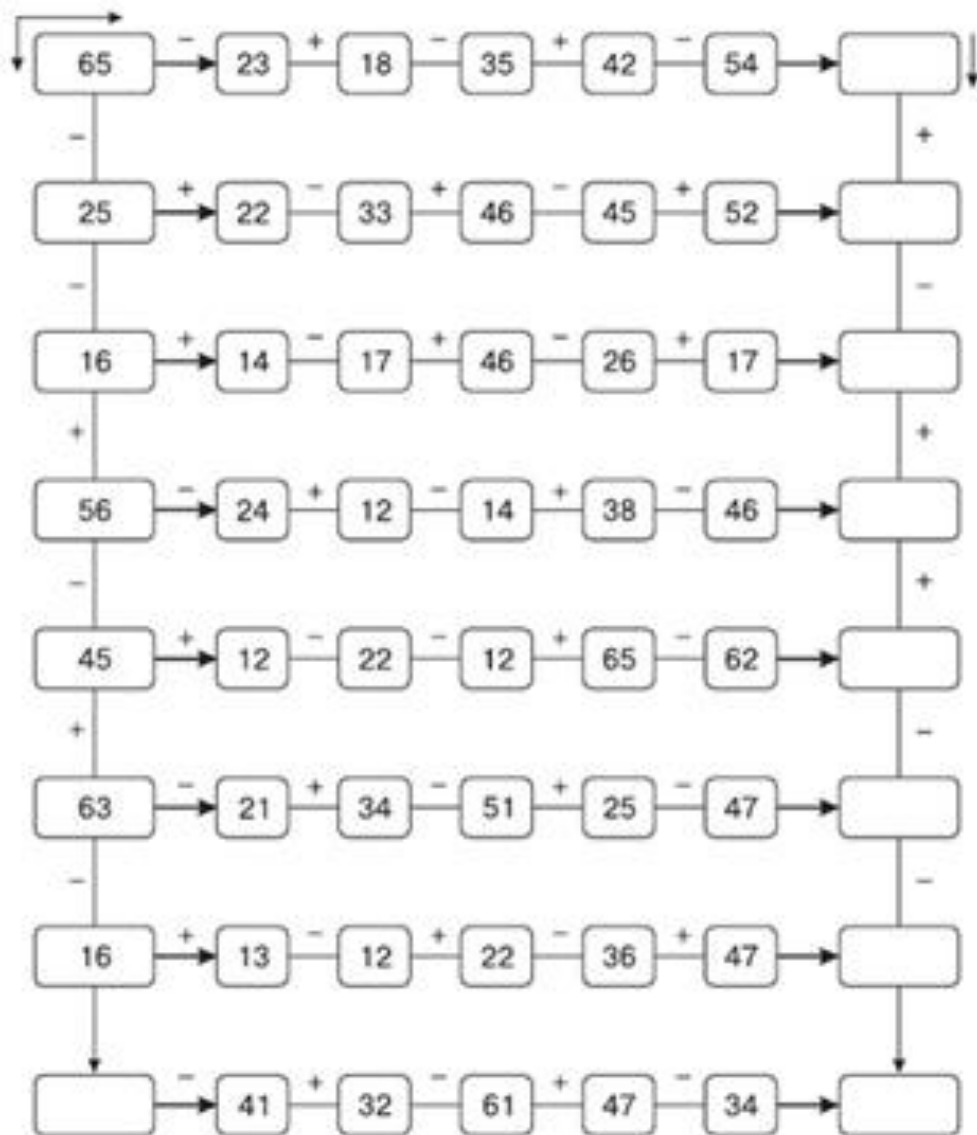 − + − + −
65 23 18 35 42 54
− +
+ − + − +
25 22 33 46 45 52
− −
+ − + − +
16 14 17 46 26 17
+ +
− + − + −
56 24 12 14 38 46
− +
+ − − + −
45 12 22 12 65 62
+ −
− + − + −
63 21 34 51 25 47
− −
+ − + − +
16 13 12 22 36 47
− + − + −
41 32 61 47 34